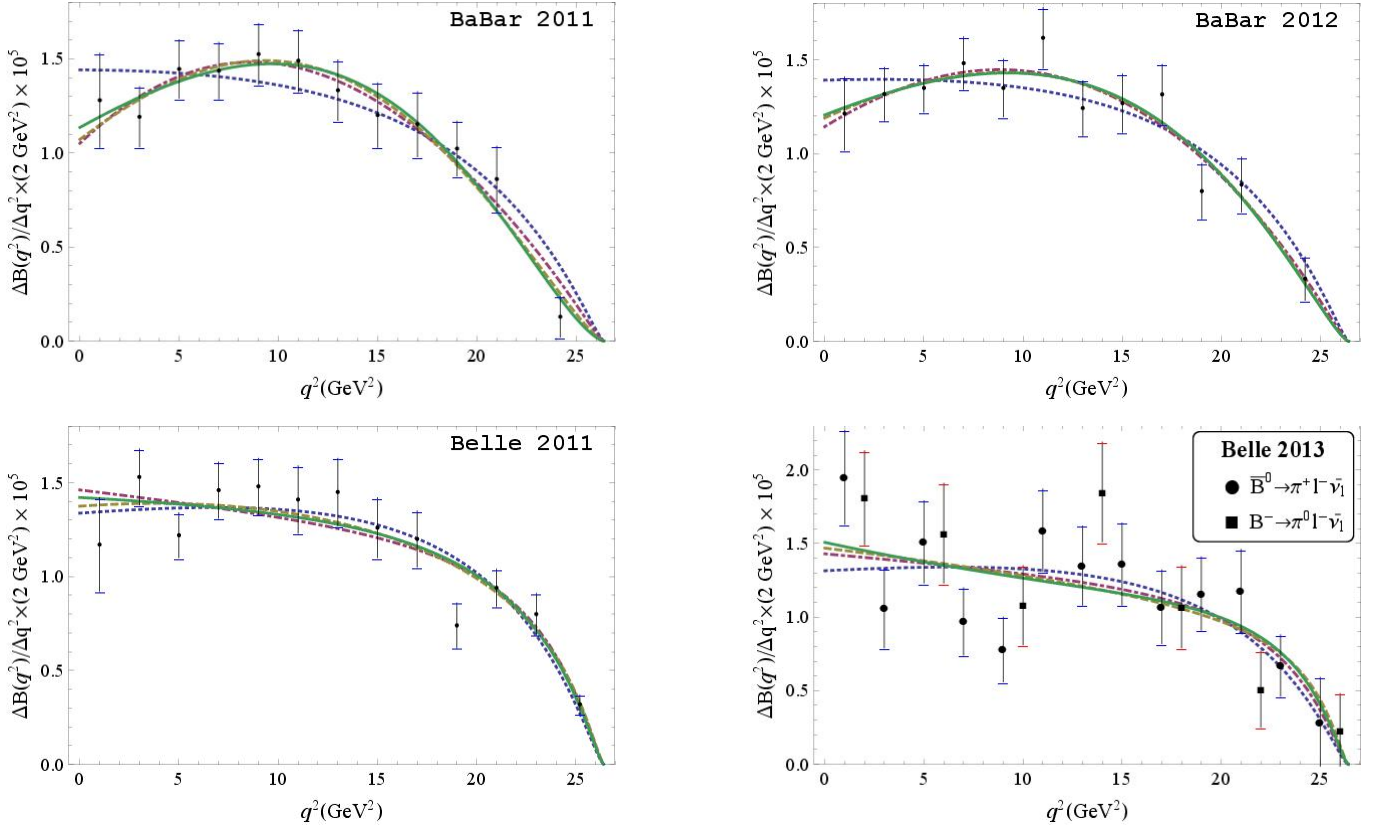 BaBar 2011
ΔB(q²)/Δq²×(2 GeV²) × 10⁵
1.5
1.0
0.5
0.0
0 5 10 15 20 25
q²(GeV²)
BaBar 2012
ΔB(q²)/Δq²×(2 GeV²) × 10⁵
1.5
1.0
0.5
0.0
0 5 10 15 20 25
q²(GeV²)
Belle 2011
ΔB(q²)/Δq²×(2 GeV²) × 10⁵
1.5
1.0
0.5
0.0
0 5 10 15 20 25
q²(GeV²)
Belle 2013
B̅⁰→π⁺l⁻ν̅ₗ
B⁻→π⁰l⁻ν̅ₗ
ΔB(q²)/Δq²×(2 GeV²) × 10⁵
2.0
1.5
1.0
0.5
0.0
0 5 10 15 20 25
q²(GeV²)